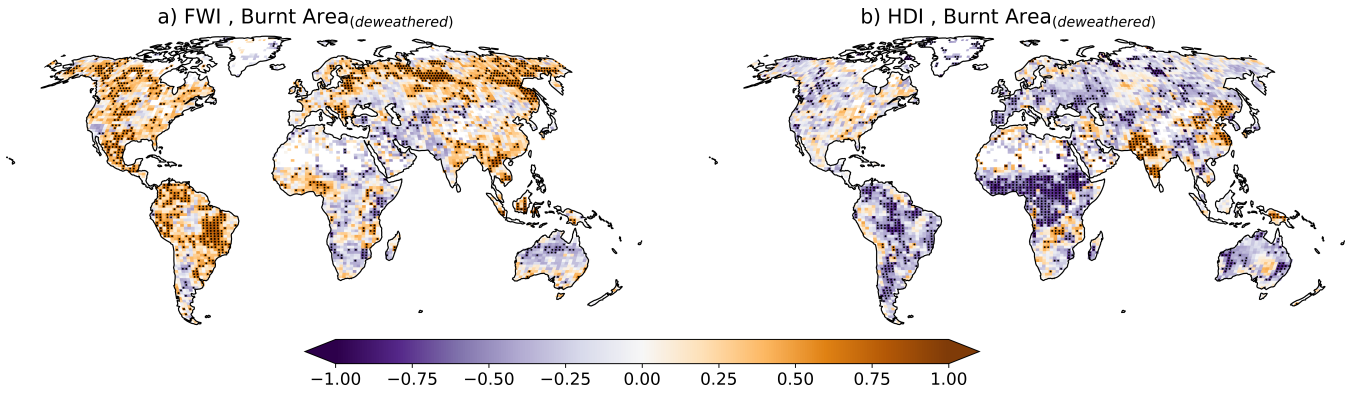 a) FWI , Burnt Area(deweathered)
b) HDI , Burnt Area(deweathered)
−1.00 −0.75 −0.50 −0.25 0.00 0.25 0.50 0.75 1.00